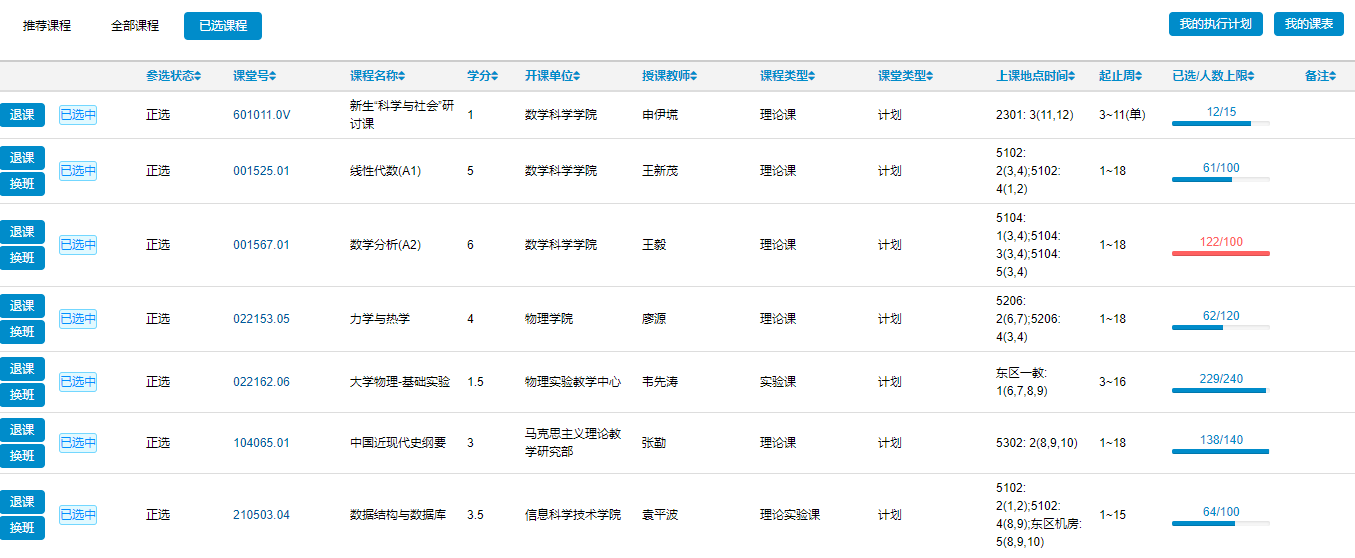 推荐课程 全部课程 已选课程 我的执行计划 我的课表
参选状态 课堂号 课程名称 学分 开课单位 授课教师 课程类型 课堂类型 上课地点时间 起止周 已选/人数上限 备注
退课 已选中 正选 601011.0V 新生“科学与社会”研 1 数学科学学院 申伊塃 理论课 计划 2301: 3(11,12) 3~11(单) 12/15
讨课
退课 换班 已选中 正选 001525.01 线性代数(A1) 5 数学科学学院 王新茂 理论课 计划 5102: 1~18 61/100
2(3,4);5102:
4(1,2)
退课 换班 已选中 正选 001567.01 数学分析(A2) 6 数学科学学院 王毅 理论课 计划 5104: 1~18 122/100
1(3,4);5104:
3(3,4);5104:
5(3,4)
退课 换班 已选中 正选 022153.05 力学与热学 4 物理学院 廖源 理论课 计划 5206: 1~18 62/120
2(6,7);5206:
4(3,4)
退课 换班 已选中 正选 022162.06 大学物理-基础实验 1.5 物理实验教学中心 韦先涛 实验课 计划 东区一教: 3~16 229/240
1(6,7,8,9)
退课 换班 已选中 正选 104065.01 中国近现代史纲要 3 马克思主义理论教 张勤 理论课 计划 5302: 2(8,9,10) 1~18 138/140
学研究部
退课 换班 已选中 正选 210503.04 数据结构与数据库 3.5 信息科学技术学院 袁平波 理论实验课 计划 5102: 1~15 64/100
2(1,2);5102:
4(8,9);东区机房:
5(8,9,10)